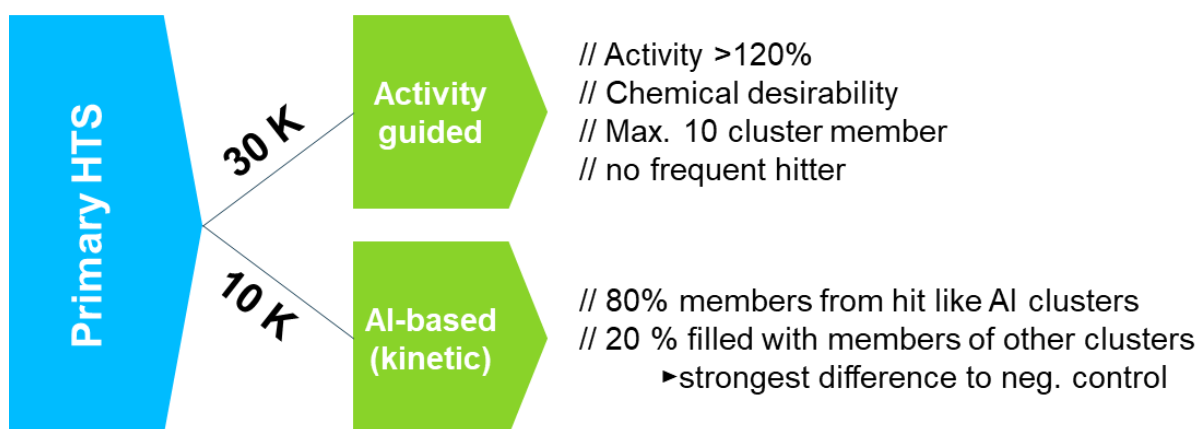 Primary HTS
30 K
10 K
Activity
guided
// Activity >120%
// Chemical desirability
// Max. 10 cluster member
// no frequent hitter
AI-based
(kinetic)
// 80% members from hit like AI clusters
// 20 % filled with members of other clusters
►strongest difference to neg. control